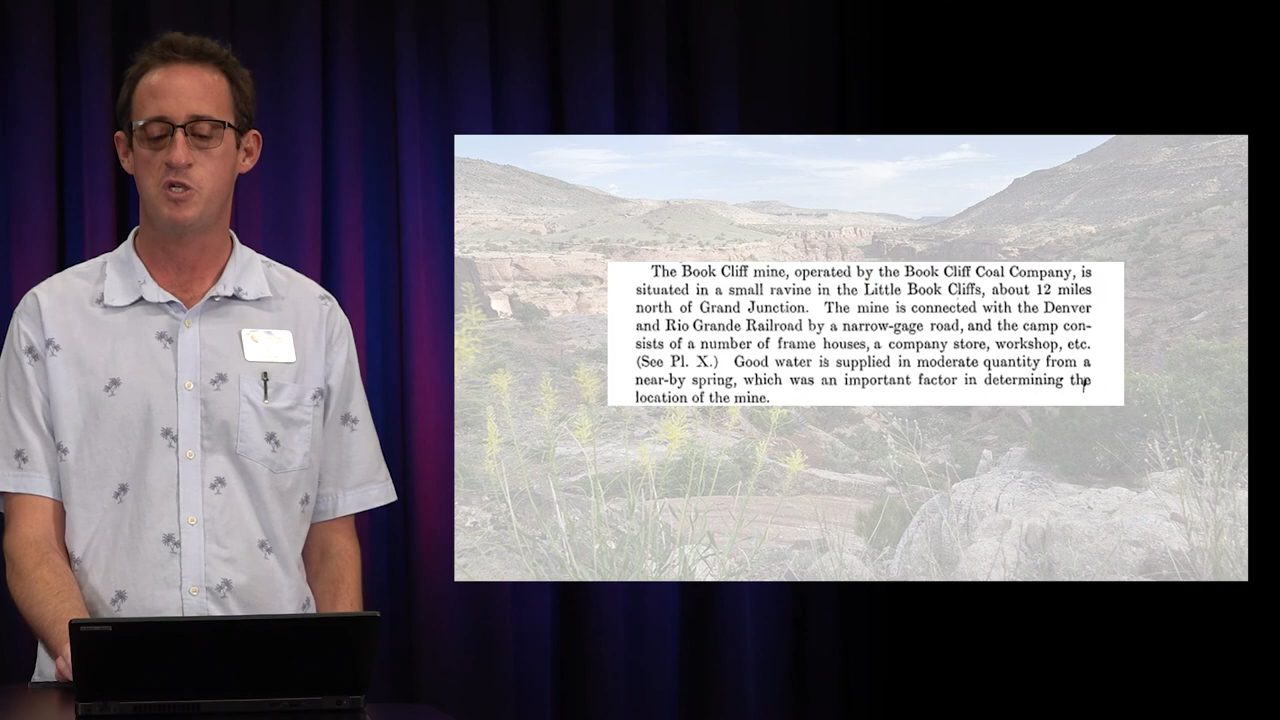 The Book Cliff mine, operated by the Book Cliff Coal Company, is
situated in a small ravine in the Little Book Cliffs, about 12 miles
north of Grand Junction. The mine is connected with the Denver
and Rio Grande Railroad by a narrow-gage road, and the camp con-
sists of a number of frame houses, a company store, workshop, etc.
(See Pl. X.) Good water is supplied in moderate quantity from a
near-by spring, which was an important factor in determining the
location of the mine.